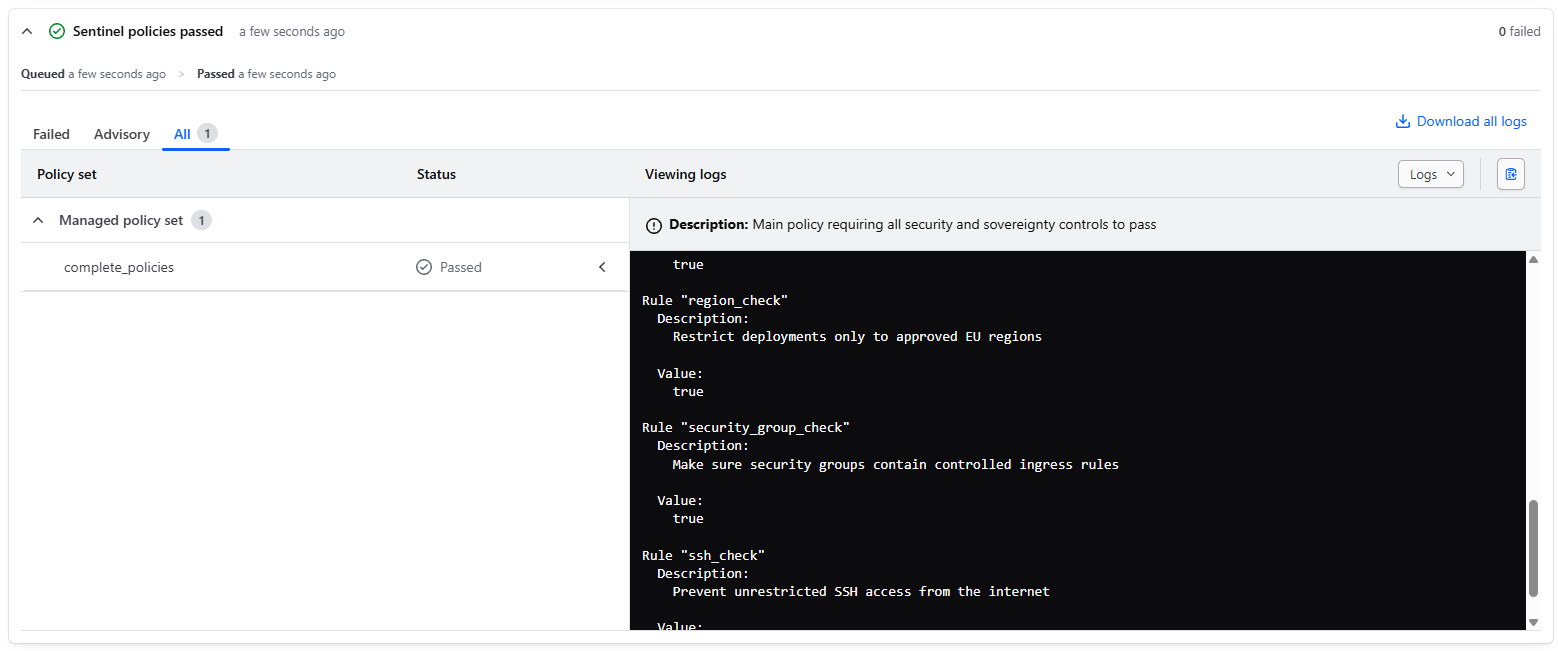 Sentinel policies passed a few seconds ago 0 failed
Queued a few seconds ago > Passed a few seconds ago
Failed Advisory All 1 Download all logs
Policy set Status Viewing logs Logs
Managed policy set 1
Description: Main policy requiring all security and sovereignty controls to pass
complete_policies Passed
true
Rule "region_check"
Description:
Restrict deployments only to approved EU regions
Value:
true
Rule "security_group_check"
Description:
Make sure security groups contain controlled ingress rules
Value:
true
Rule "ssh_check"
Description:
Prevent unrestricted SSH access from the internet
Value: